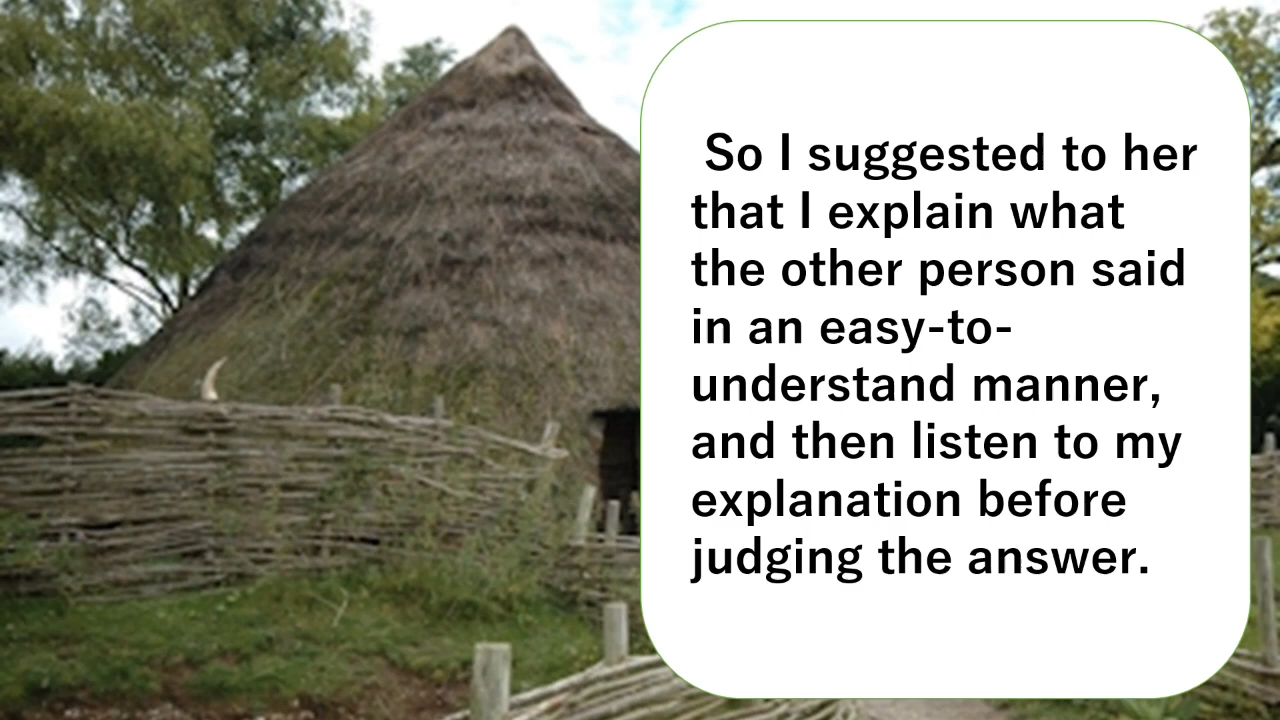 So I suggested to her
that I explain what
the other person said
in an easy-to-
understand manner,
and then listen to my
explanation before
judging the answer.